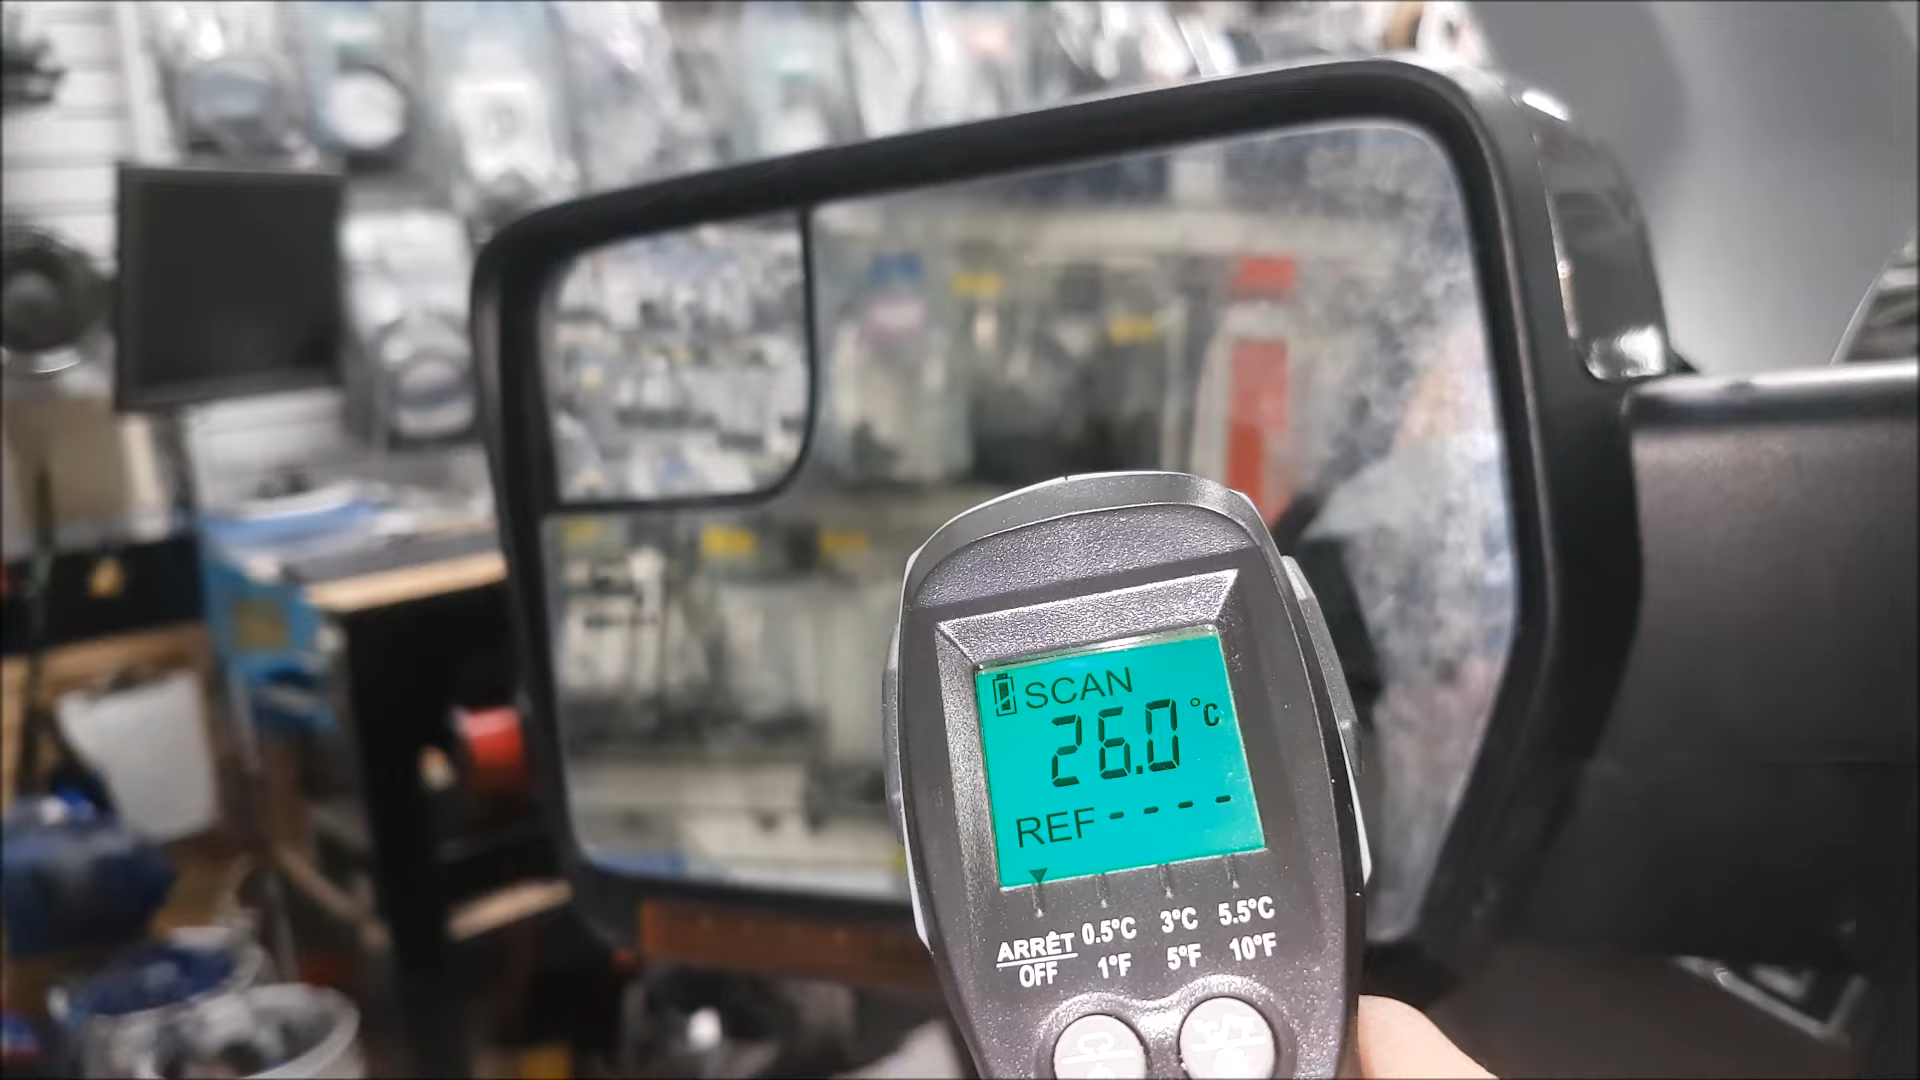 SCAN
26.0 °C
REF - - - -
ARRÊT 0.5°C 3°C 5.5°C
OFF 1°F 5°F 10°F